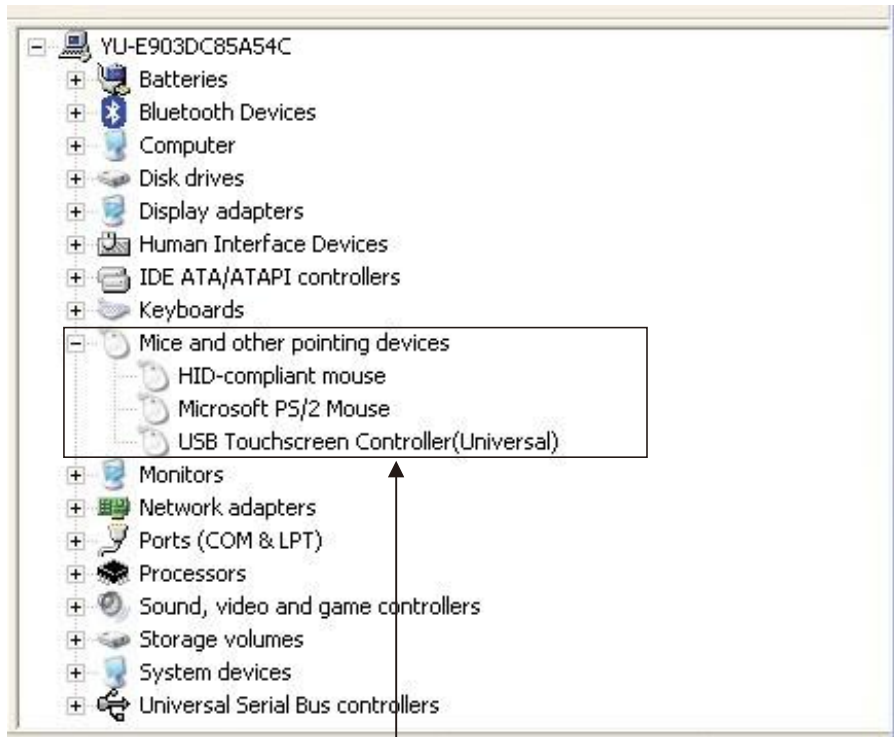 YU-E903DC85A54C
Batteries
Bluetooth Devices
Computer
Disk drives
Display adapters
Human Interface Devices
IDE ATA/ATAPI controllers
Keyboards
Mice and other pointing devices
HID-compliant mouse
Microsoft PS/2 Mouse
USB Touchscreen Controller(Universal)
Monitors
Network adapters
Ports (COM & LPT)
Processors
Sound, video and game controllers
Storage volumes
System devices
Universal Serial Bus controllers